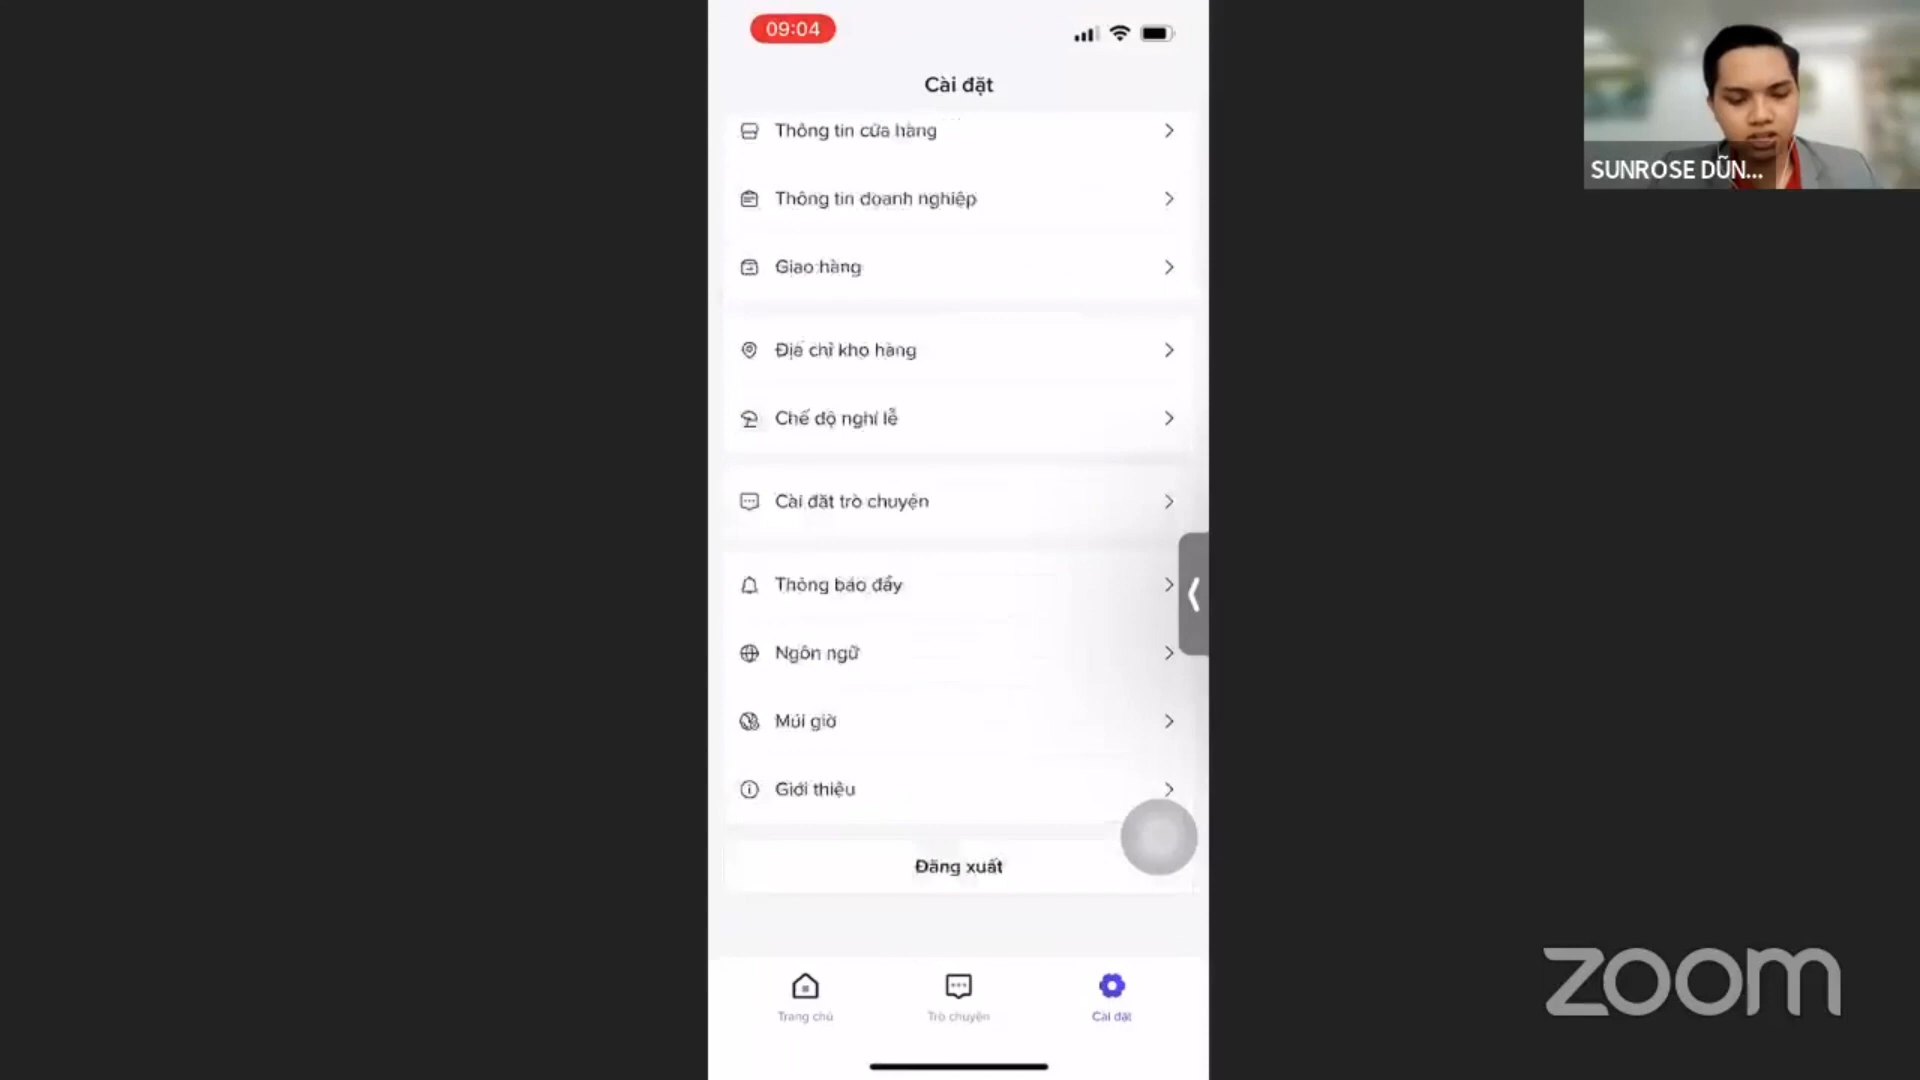 09:04
Cài đặt
Thông tin cửa hàng
Thông tin doanh nghiệp
Giao hàng
Địa chỉ kho hàng
Chế độ nghỉ lễ
Cài đặt trò chuyện
Thông báo đẩy
Ngôn ngữ
Múi giờ
Giới thiệu
Đăng xuất
Trang chủ
Trò chuyện
Cài đặt
SUNROSE DŨN...
zoom